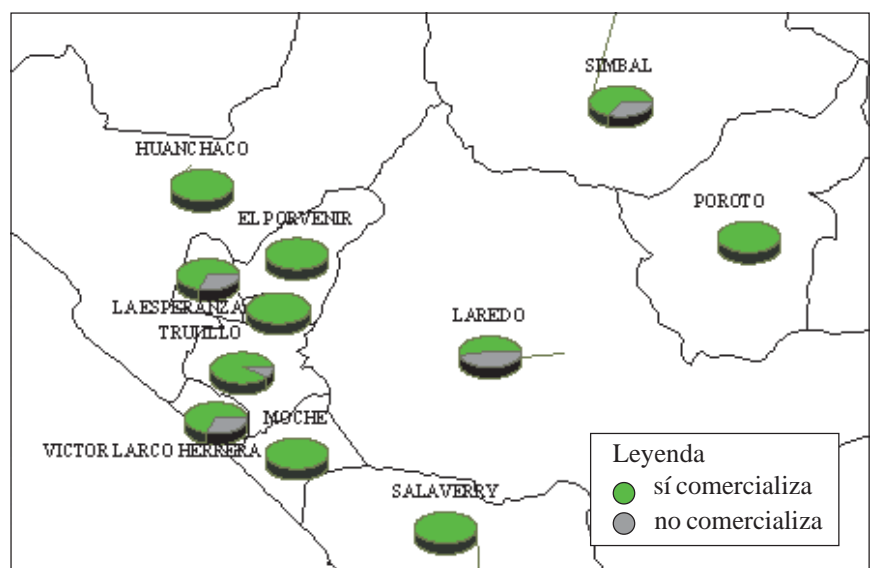 SIMBAL
HUANCHACO
EL PORVENIR
POROTO
LA ESPERANZA
LAREDO
TRUJILLO
MOCHE
VICTOR LARCO HERRERA
SALAVERRY
Leyenda
sí comercializa
no comercializa